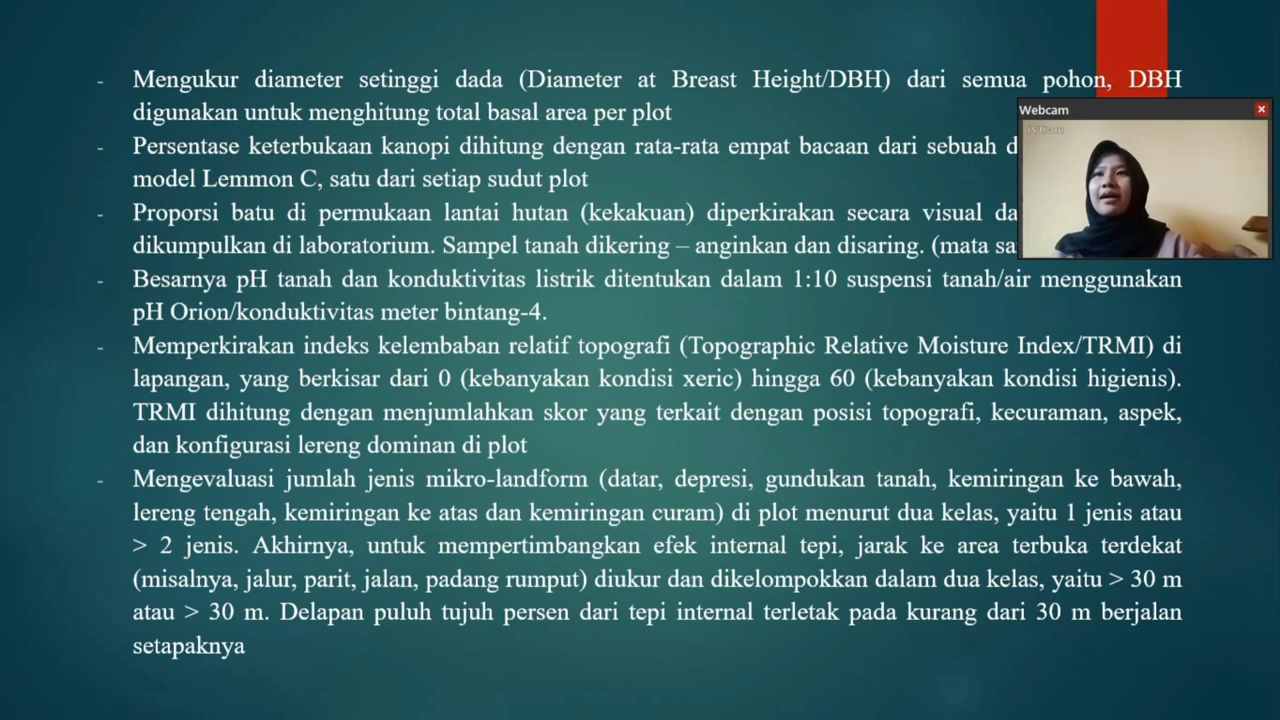 - Mengukur diameter setinggi dada (Diameter at Breast Height/DBH) dari semua pohon, DBH
digunakan untuk menghitung total basal area per plot
- Persentase keterbukaan kanopi dihitung dengan rata-rata empat bacaan dari sebuah
model Lemmon C, satu dari setiap sudut plot
- Proporsi batu di permukaan lantai hutan (kekakuan) diperkirakan secara visual
dikumpulkan di laboratorium. Sampel tanah dikering – anginkan dan disaring. (mata
- Besarnya pH tanah dan konduktivitas listrik ditentukan dalam 1:10 suspensi tanah/air menggunakan
pH Orion/konduktivitas meter bintang-4.
- Memperkirakan indeks kelembaban relatif topografi (Topographic Relative Moisture Index/TRMI) di
lapangan, yang berkisar dari 0 (kebanyakan kondisi xeric) hingga 60 (kebanyakan kondisi higienis).
TRMI dihitung dengan menjumlahkan skor yang terkait dengan posisi topografi, kecuraman, aspek,
dan konfigurasi lereng dominan di plot
- Mengevaluasi jumlah jenis mikro-landform (datar, depresi, gundukan tanah, kemiringan ke bawah,
lereng tengah, kemiringan ke atas dan kemiringan curam) di plot menurut dua kelas, yaitu 1 jenis atau
> 2 jenis. Akhirnya, untuk mempertimbangkan efek internal tepi, jarak ke area terbuka terdekat
(misalnya, jalur, parit, jalan, padang rumput) diukur dan dikelompokkan dalam dua kelas, yaitu > 30 m
atau > 30 m. Delapan puluh tujuh persen dari tepi internal terletak pada kurang dari 30 m berjalan
setapaknya
Webcam